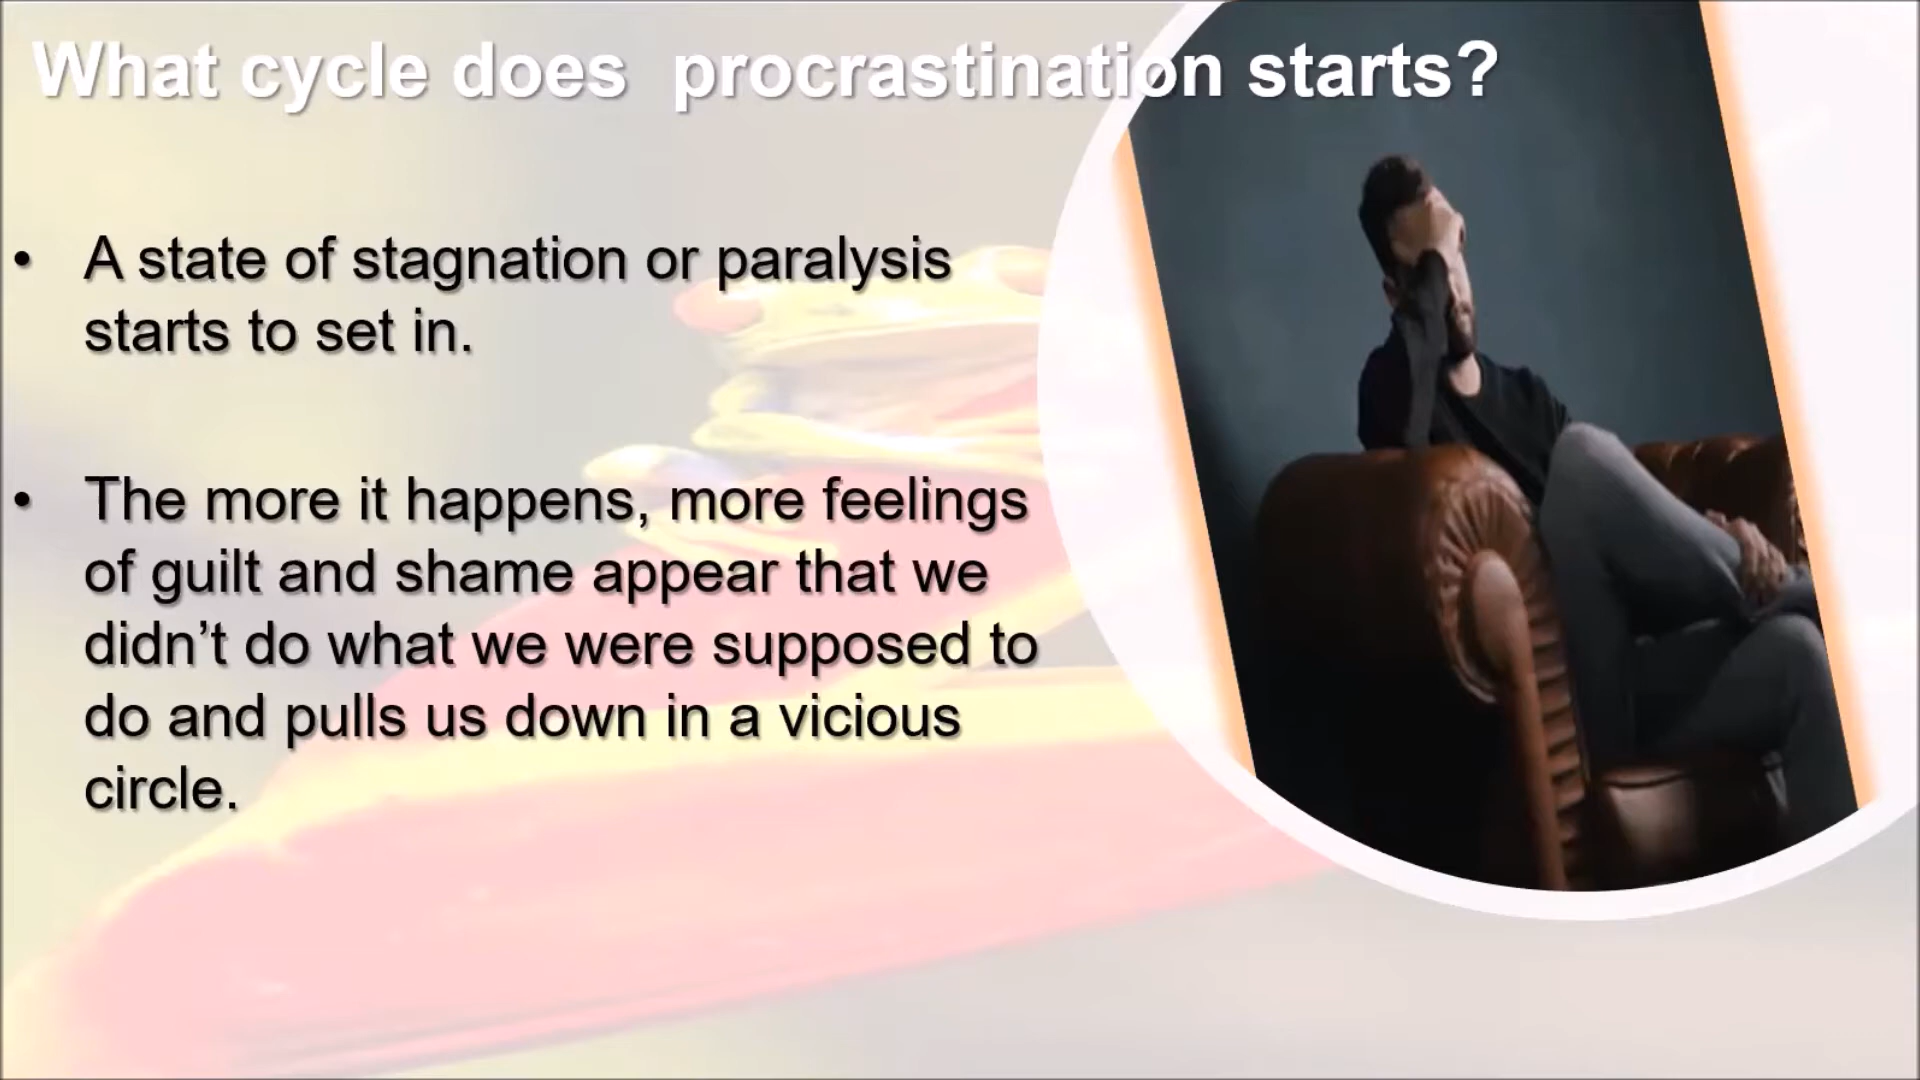 What cycle does  procrastination starts?
• A state of stagnation or paralysis
starts to set in.
• The more it happens, more feelings
of guilt and shame appear that we
didn’t do what we were supposed to
do and pulls us down in a vicious
circle.